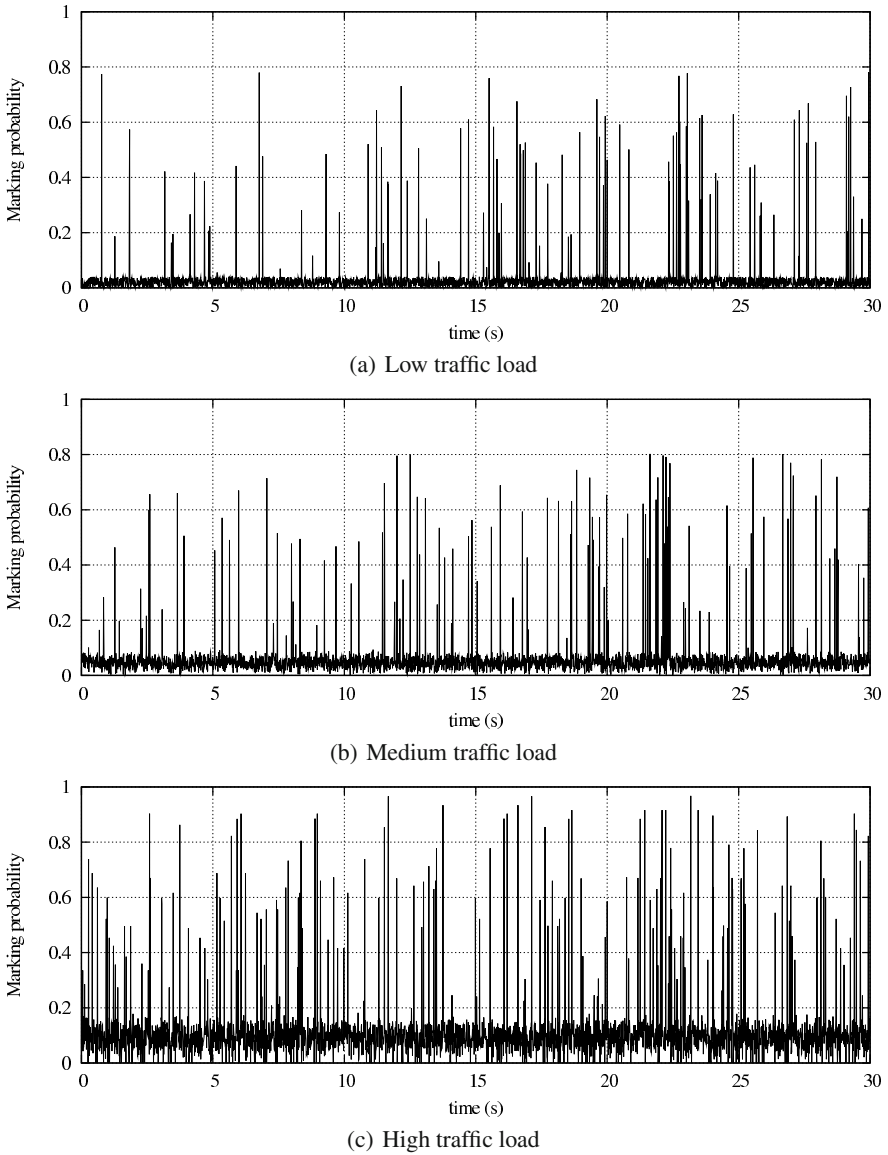 1
0.8
0.6
0.4
0.2
0
Marking probability
0 5 10 15 20 25 30
time (s)
(a) Low traffic load
1
0.8
0.6
0.4
0.2
0
Marking probability
0 5 10 15 20 25 30
time (s)
(b) Medium traffic load
1
0.8
0.6
0.4
0.2
0
Marking probability
0 5 10 15 20 25 30
time (s)
(c) High traffic load